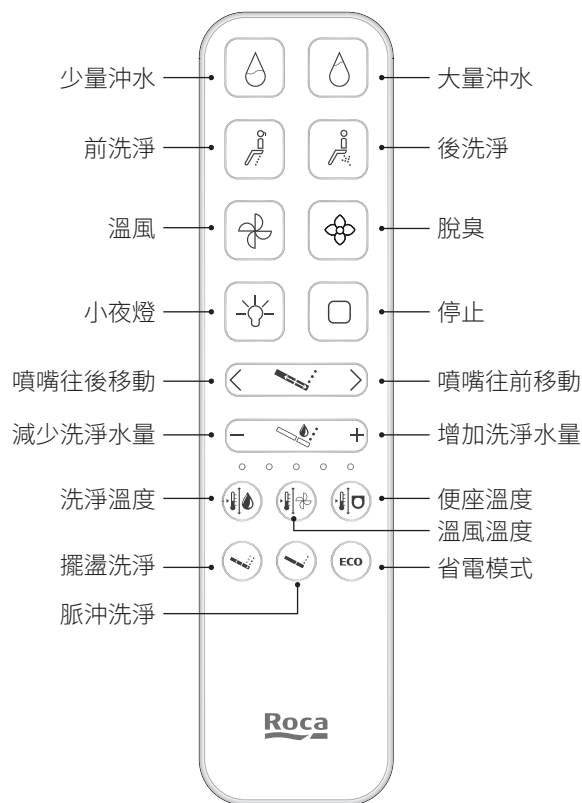 少量沖水
大量沖水
前洗淨
後洗淨
溫風
脫臭
小夜燈
停止
噴嘴往後移動
噴嘴往前移動
減少洗淨水量
增加洗淨水量
洗淨溫度
便座溫度
溫風溫度
擺盪洗淨
ECO
省電模式
脈沖洗淨
Roca